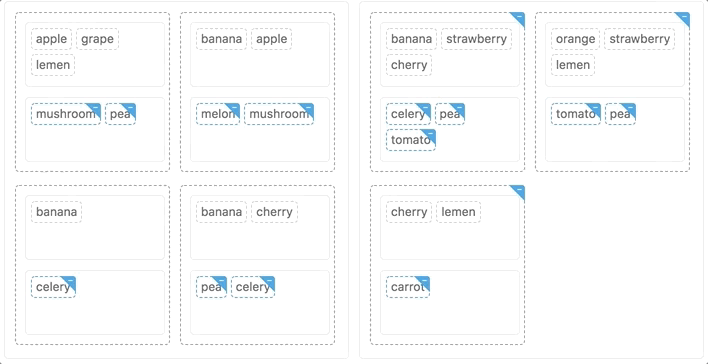 apple grape
lemen
mushroom pea
banana apple
melon mushroom
banana
celery
banana cherry
pea celery
banana strawberry
cherry
celery pea
tomato
orange strawberry
lemen
tomato pea
cherry lemen
carrot